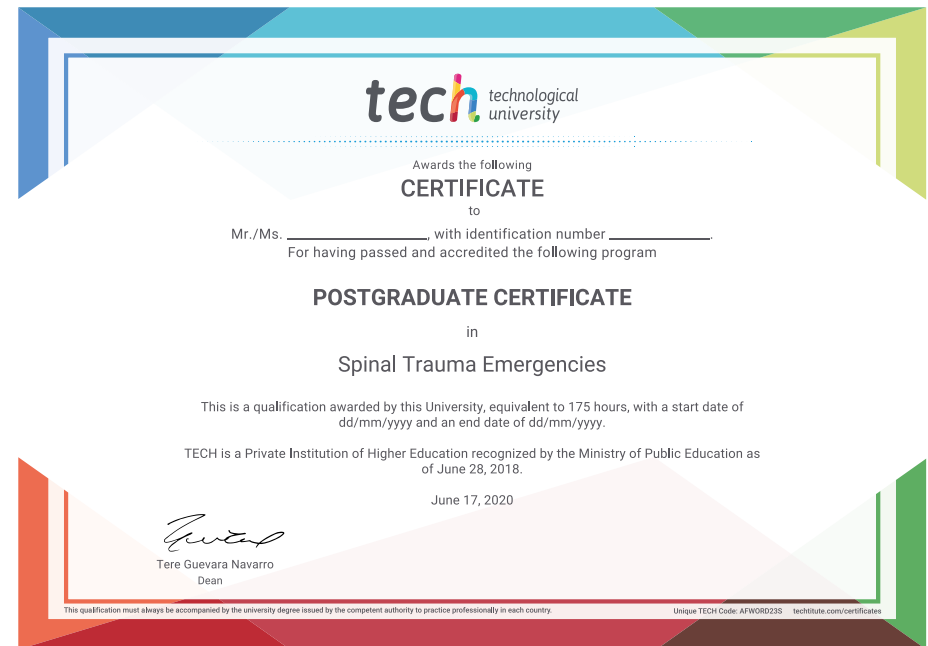 tech technological
university
Awards the following
CERTIFICATE
to
Mr./Ms. ____________________, with identification number ______________.
For having passed and accredited the following program
POSTGRADUATE CERTIFICATE
in
Spinal Trauma Emergencies
This is a qualification awarded by this University, equivalent to 175 hours, with a start date of
dd/mm/yyyy and an end date of dd/mm/yyyy.
TECH is a Private Institution of Higher Education recognized by the Ministry of Public Education as
of June 28, 2018.
June 17, 2020
Tere Guevara Navarro
Dean
This qualification must always be accompanied by the university degree issued by the competent authority to practice professionally in each country.
Unique TECH Code: AFWORD23S techtitute.com/certificates